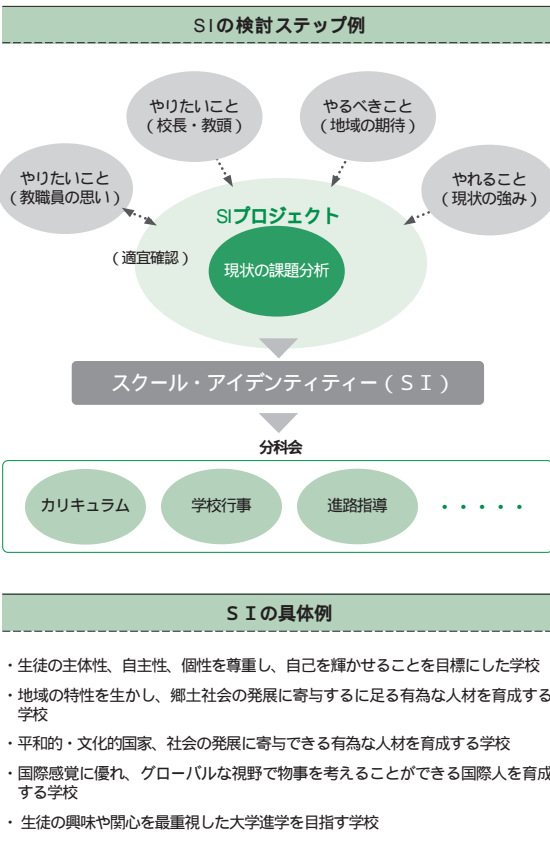 SIの検討ステップ例
やりたいこと
（校長・教頭）
やるべきこと
（地域の期待）
やりたいこと
（教職員の思い）
やれること
（現状の強み）
SIプロジェクト
（適宜確認）
現状の課題分析
スクール・アイデンティティー（ＳＩ）
分科会
カリキュラム
学校行事
進路指導
・・・・・
ＳＩの具体例
・生徒の主体性、自主性、個性を尊重し、自己を輝かせることを目標にした学校
・地域の特性を生かし、郷土社会の発展に寄与するに足る有為な人材を育成する
学校
・平和的・文化的国家、社会の発展に寄与できる有為な人材を育成する学校
・国際感覚に優れ、グローバルな視野で物事を考えることができる国際人を育成
する学校
・生徒の興味や関心を最重視した大学進学を目指す学校